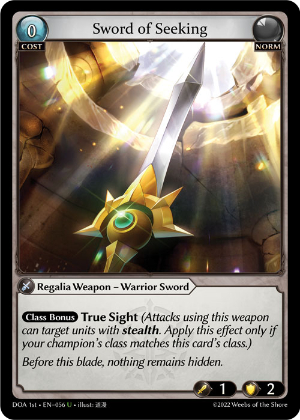 0
COST
Sword of Seeking
NORM
Regalia Weapon – Warrior Sword
Class Bonus True Sight (Attacks using this weapon
can target units with stealth. Apply this effect only if
your champion's class matches this card's class.)
Before this blade, nothing remains hidden.
1
2
DOA 1st • EN-056 U • illust:
©2022 Weebs of the Shore